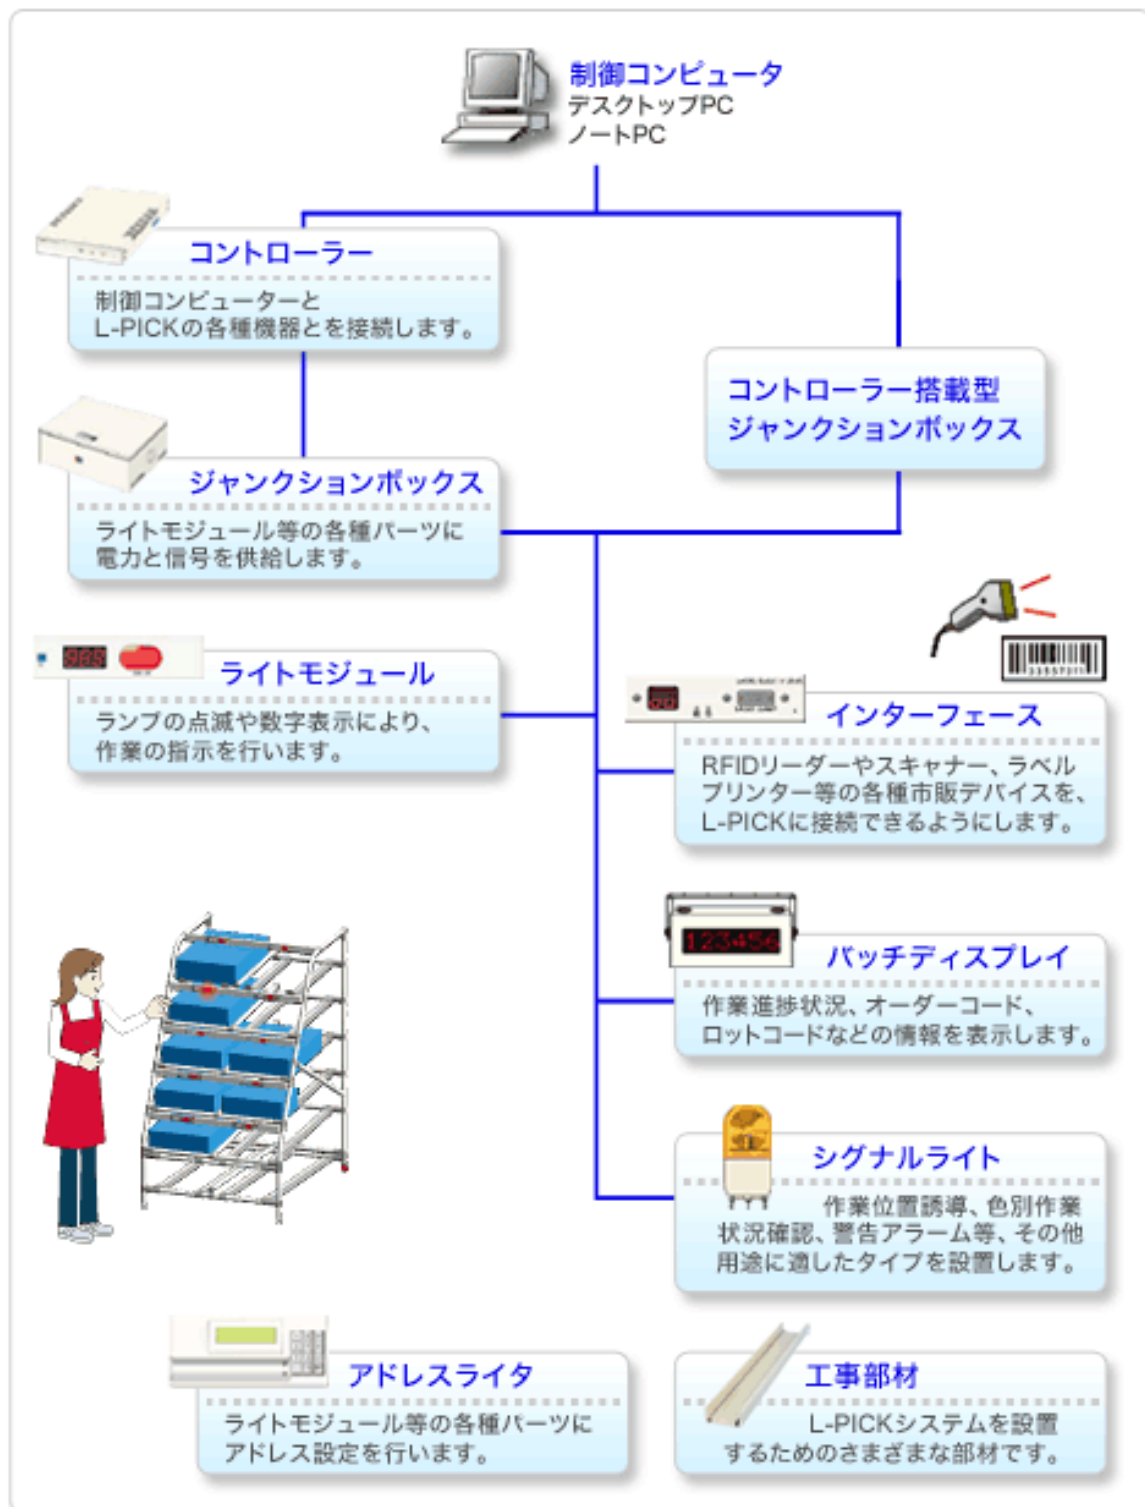 制御コンピュータ
デスクトップPC
ノートPC
コントローラー
制御コンピューターと
L-PICKの各種機器とを接続します。
コントローラー搭載型
ジャンクションボックス
ジャンクションボックス
ライトモジュール等の各種パーツに
電力と信号を供給します。
ライトモジュール
ランプの点滅や数字表示により、
作業の指示を行います。
インターフェース
RFIDリーダーやスキャナー、ラベル
プリンター等の各種市販デバイスを、
L-PICKに接続できるようにします。
123456
バッチディスプレイ
作業進捗状況、オーダーコード、
ロットコードなどの情報を表示します。
シグナルライト
作業位置誘導、色別作業
状況確認、警告アラーム等、その他
用途に適したタイプを設置します。
アドレスライタ
ライトモジュール等の各種パーツに
アドレス設定を行います。
工事部材
L-PICKシステムを設置
するためのさまざまな部材です。